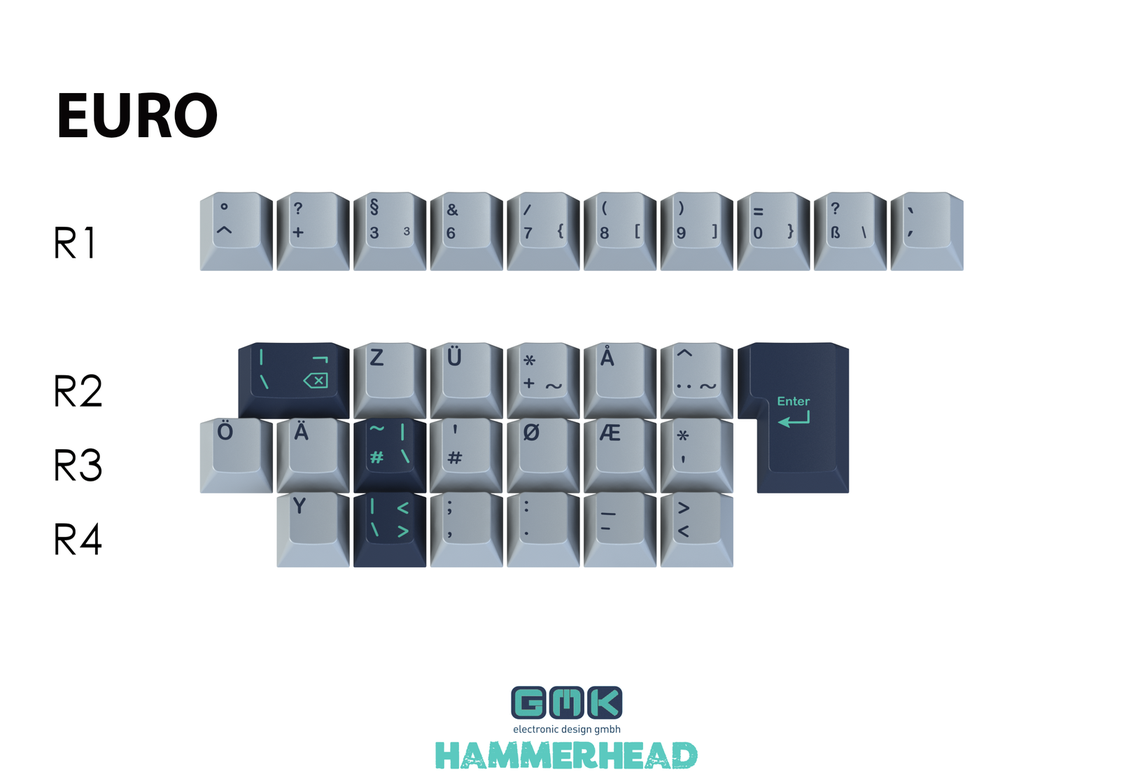 EURO
R1
° ? § & / ( ) = ? `
^ + 3 ³ 6 7 { 8 [ 9 ] 0 } ß \ ´
R2
| ¬ Z Ü * Å ^
\ + ~ ¨ ~
Enter
R3
Ö Ä ~ | ' Ø Æ *
# \ # '
R4
Y | < ; : _ >
\ > , . - <
GMK
electronic design gmbh
HAMMERHEAD